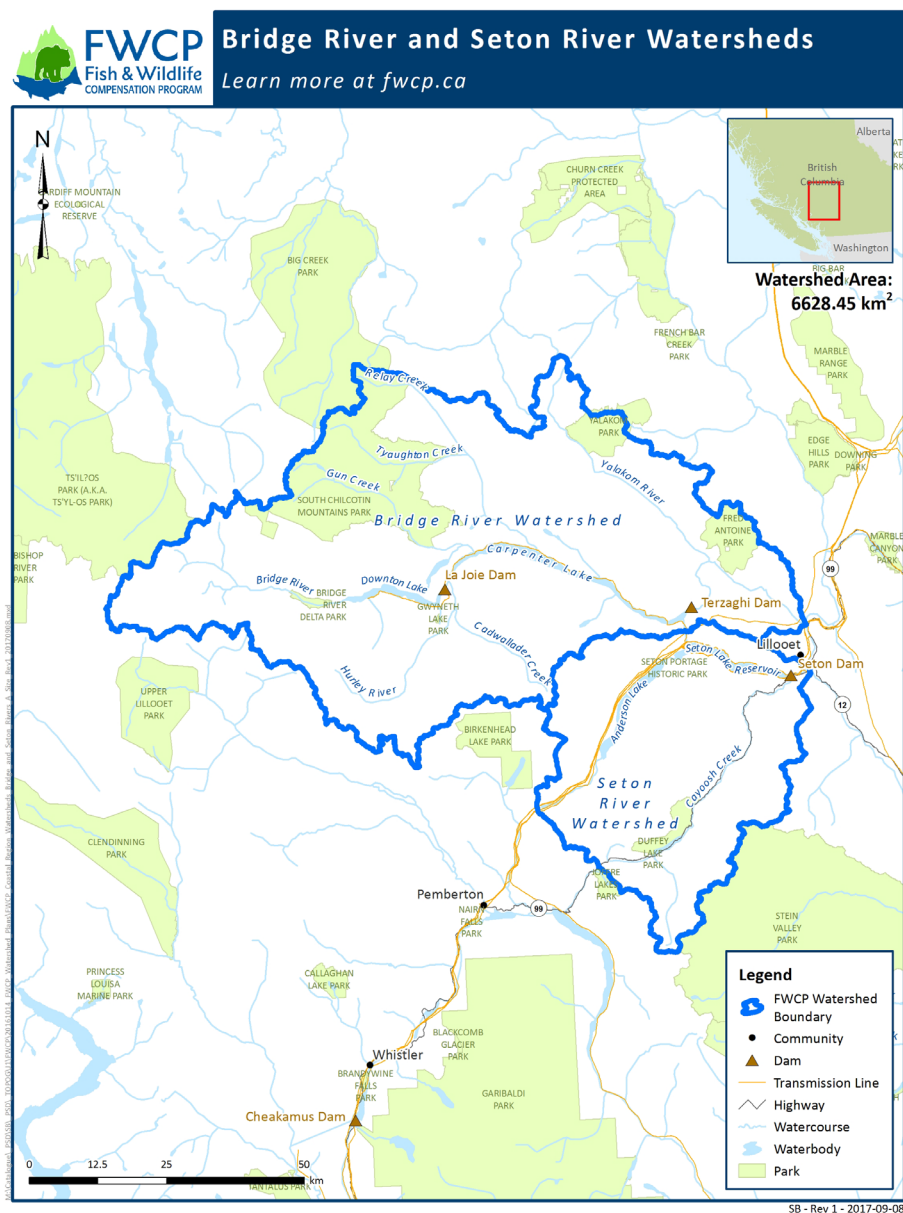 FWCP
Fish & Wildlife
COMPENSATION PROGRAM
Bridge River and Seton River Watersheds
Learn more at fwcp.ca
N
Alberta
British
Columbia
Washington
Watershed Area:
6628.45 km²
CHURN CREEK
PROTECTED
AREA
ECOLOGICAL
RESERVE
BIG CREEK
PARK
RIG BAR
FRENCH BAR
CREEK
PARK
MARBLE
RANGE
PARK
Relay Creek
YALAKOM
PARK
Tyaughton Creek
EDGE
HILLS
PARK
DOWNING
PARK
Yalakom River
Gun Creek
TS'IL?OS
PARK (A.K.A.
TS'YL-OS PARK)
SOUTH CHILCOTIN
MOUNTAINS PARK
Bridge River Watershed
FRED
ANTOINE
PARK
MARBLE
CANYON
PARK
BISHOP
RIVER
PARK
Carpenter Lake
99
La Joie Dam
Bridge River
Downton Lake
BRIDGE
RIVER
DELTA PARK
GWYNETH
LAKE
PARK
Terzaghi Dam
Cadwallader Creek
Lillooet
Seton Lake Reservoir
Seton Dam
SETON PORTAGE
HISTORIC PARK
Hurley River
Anderson Lake
12
UPPER
LILLOOET
PARK
BIRKENHEAD
LAKE PARK
Cayoosh Creek
Seton
River
Watershed
CLENDINNING
PARK
DUFFEY
LAKE
PARK
JOFFRE
LAKES
PARK
Pemberton
NAIRN
FALLS
PARK
99
STEIN
VALLEY
PARK
PRINCESS
LOUISA
MARINE PARK
CALLAGHAN
LAKE PARK
BLACKCOMB
GLACIER
PARK
Whistler
BRANDYWINE
FALLS
PARK
GARIBALDI
PARK
Cheakamus Dam
TANTALUS PARK
0
12.5
25
50
km
Legend
FWCP Watershed
Boundary
Community
Dam
Transmission Line
Highway
Watercourse
Waterbody
Park
SB - Rev 1 - 2017-09-08